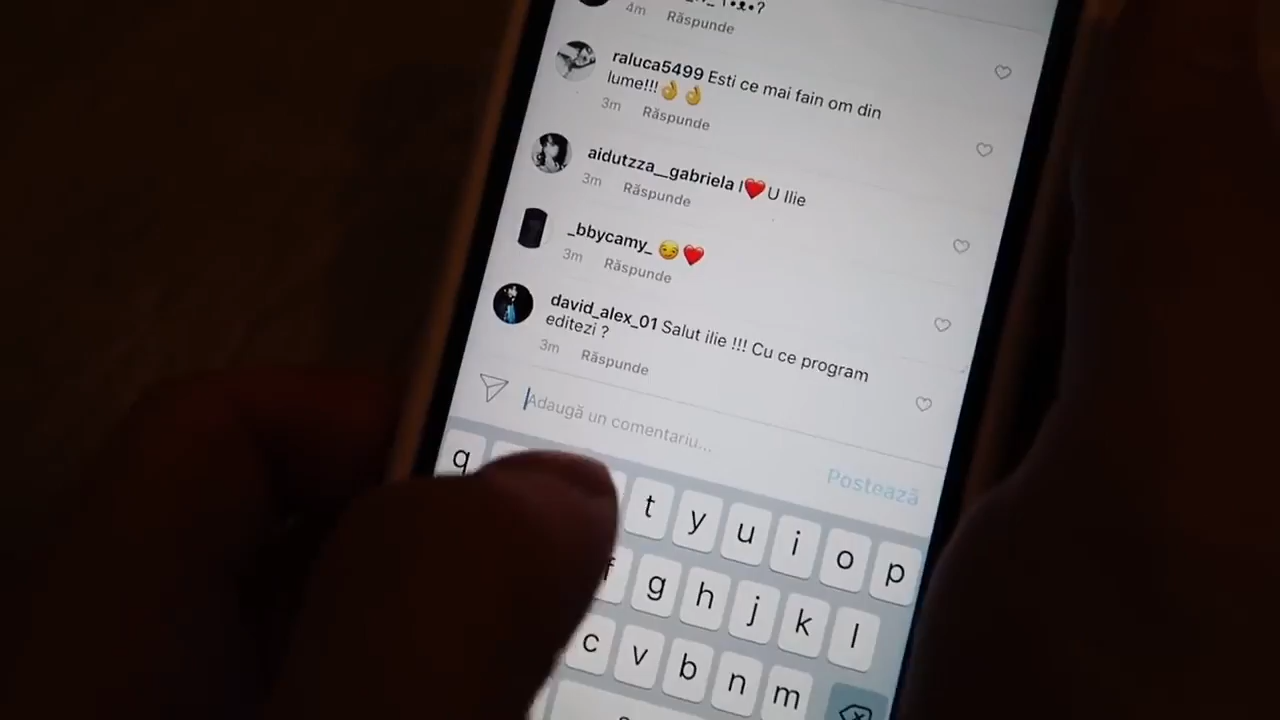 4m Răspunde
raluca5499 Esti ce mai fain om din
lume!!!👌👌
3m Răspunde
aidutzza__gabriela I❤️U Ilie
3m Răspunde
_bbycamy_ 😏❤️
3m Răspunde
david_alex_01 Salut ilie !!! Cu ce program
editezi ?
3m Răspunde
Adaugă un comentariu...
Postează
q t y u i o p
f g h j k l
c v b n m